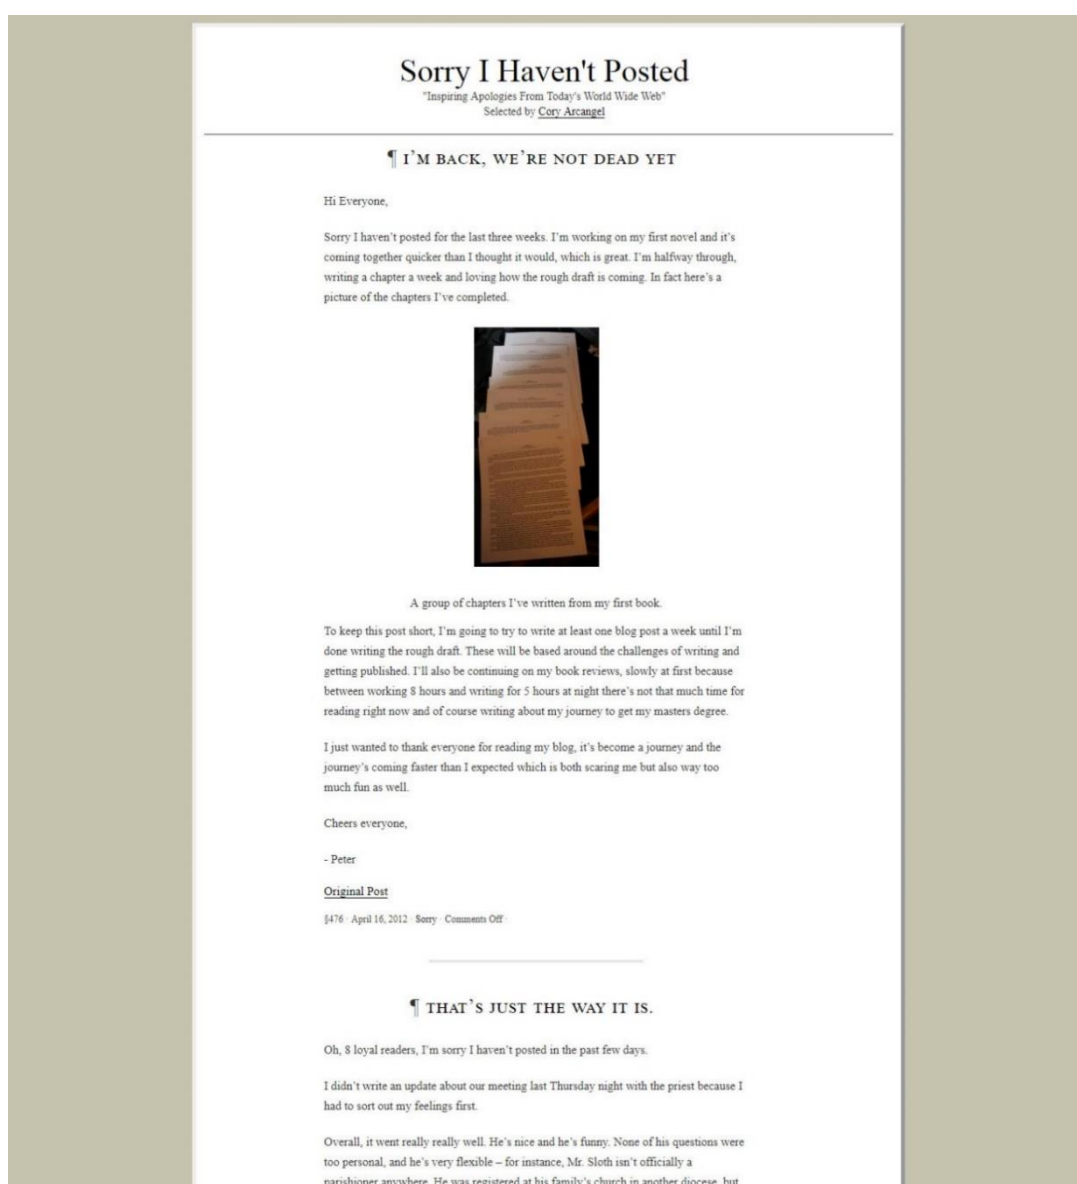 Sorry I Haven't Posted
"Inspiring Apologies From Today's World Wide Web"
Selected by Cory Arcangel
¶ I’M BACK, WE’RE NOT DEAD YET
Hi Everyone,
Sorry I haven’t posted for the last three weeks. I’m working on my first novel and it’s
coming together quicker than I thought it would, which is great. I’m halfway through,
writing a chapter a week and loving how the rough draft is coming. In fact here’s a
picture of the chapters I’ve completed.
A group of chapters I’ve written from my first book.
To keep this post short, I’m going to try to write at least one blog post a week until I’m
done writing the rough draft. These will be based around the challenges of writing and
getting published. I’ll also be continuing on my book reviews, slowly at first because
between working 8 hours and writing for 5 hours at night there’s not that much time for
reading right now and of course writing about my journey to get my masters degree.
I just wanted to thank everyone for reading my blog, it’s become a journey and the
journey’s coming faster than I expected which is both scaring me but also way too
much fun as well.
Cheers everyone,
- Peter
Original Post
§476 · April 16, 2012 · Sorry · Comments Off ·
¶ THAT’S JUST THE WAY IT IS.
Oh, 8 loyal readers, I’m sorry I haven’t posted in the past few days.
I didn’t write an update about our meeting last Thursday night with the priest because I
had to sort out my feelings first.
Overall, it went really really well. He’s nice and he’s funny. None of his questions were
too personal, and he’s very flexible – for instance, Mr. Sloth isn’t officially a
parishioner anywhere. He was registered at his family’s church in another diocese, but